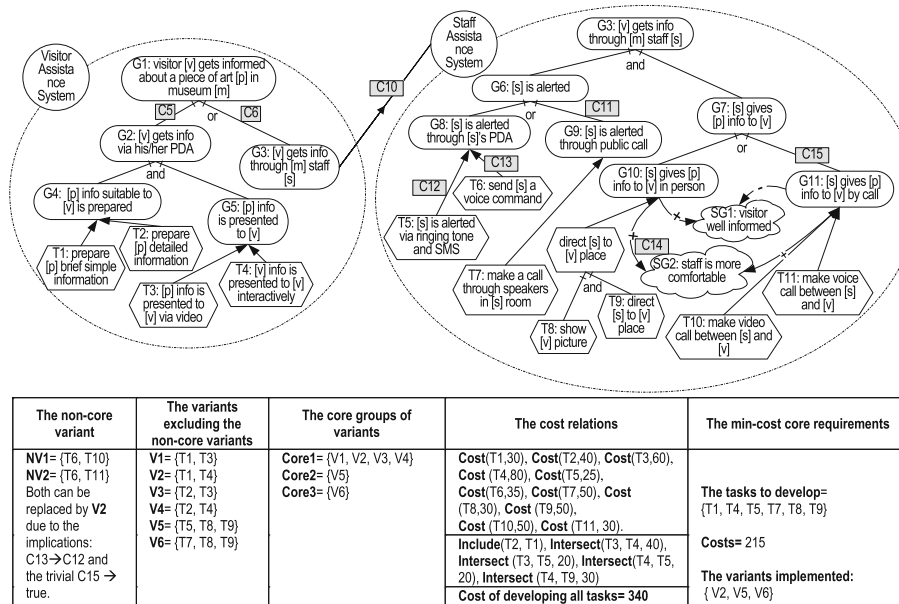 Visitor
Assista
nce
System
G1: visitor [v] gets informed
about a piece of art [p] in
museum [m]
C5
or
C6
G2: [v] gets info
via his/her PDA
and
G3: [v] gets info
through [m] staff
[s]
G4: [p] info suitable to
[v] is prepared
G5: [p] info
is presented
to [v]
T1: prepare
[p] brief simple
information
T2: prepare
[p] detailed
information
T3: [p] info is
presented to
[v] via video
T4: [v] info is
presented to [v]
interactively
C10
Staff
Assista
nce
System
G3: [v] gets info
through [m] staff [s]
and
G6: [s] is alerted
or
C11
G7: [s] gives
[p] info to [v]
or
G8: [s] is alerted
through [s]'s PDA
G9: [s] is alerted
through public call
C15
C12
C13
G10: [s] gives [p]
info to [v] in person
G11: [s] gives [p]
info to [v] by call
T6: send [s] a
voice command
T5: [s] is alerted
via ringing tone
and SMS
SG1: visitor
well informed
direct [s] to
[v] place
C14
SG2: staff is more
comfortable
T7: make a call
through speakers
in [s] room
and
T8: show
[v] picture
T9: direct
[s] to [v]
place
T10: make video
call between [s] and
[v]
T11: make voice
call between [s]
and [v]
The non-core
variant
The variants
excluding the
non-core variants
The core groups of
variants
The cost relations
The min-cost core requirements
NV1= {T6, T10}
NV2= {T6, T11}
Both can be
replaced by V2
due to the
implications:
C13→C12 and
the trivial C15 →
true.
V1= {T1, T3}
V2= {T1, T4}
V3= {T2, T3}
V4= {T2, T4}
V5= {T5, T8, T9}
V6= {T7, T8, T9}
Core1= {V1, V2, V3, V4}
Core2= {V5}
Core3= {V6}
Cost(T1,30), Cost(T2,40), Cost(T3,60),
Cost (T4,80), Cost(T5,25),
Cost(T6,35), Cost(T7,50), Cost
(T8,30), Cost (T9,50),
Cost (T10,50), Cost (T11, 30).
Include(T2, T1), Intersect(T3, T4, 40),
Intersect (T3, T5, 20), Intersect(T4, T5,
20), Intersect (T4, T9, 30)
Cost of developing all tasks= 340
The tasks to develop=
{T1, T4, T5, T7, T8, T9}
Costs= 215
The variants implemented:
{ V2, V5, V6}